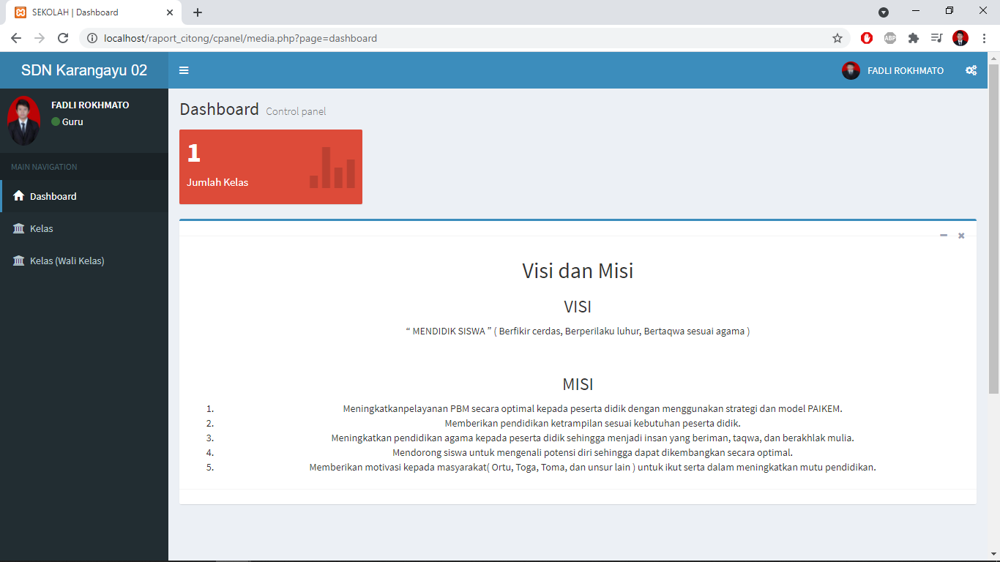 SEKOLAH | Dashboard
localhost/raport_citong/cpanel/media.php?page=dashboard
ABP
SDN Karangayu 02
FADLI ROKHMATO
FADLI ROKHMATO
Guru
MAIN NAVIGATION
Dashboard
Kelas
Kelas (Wali Kelas)
Dashboard Control panel
1
Jumlah Kelas
Visi dan Misi
VISI
“ MENDIDIK SISWA ” ( Berfikir cerdas, Berperilaku luhur, Bertaqwa sesuai agama )
MISI
1. Meningkatkanpelayanan PBM secara optimal kepada peserta didik dengan menggunakan strategi dan model PAIKEM.
2. Memberikan pendidikan ketrampilan sesuai kebutuhan peserta didik.
3. Meningkatkan pendidikan agama kepada peserta didik sehingga menjadi insan yang beriman, taqwa, dan berakhlak mulia.
4. Mendorong siswa untuk mengenali potensi diri sehingga dapat dikembangkan secara optimal.
5. Memberikan motivasi kepada masyarakat( Ortu, Toga, Toma, dan unsur lain ) untuk ikut serta dalam meningkatkan mutu pendidikan.